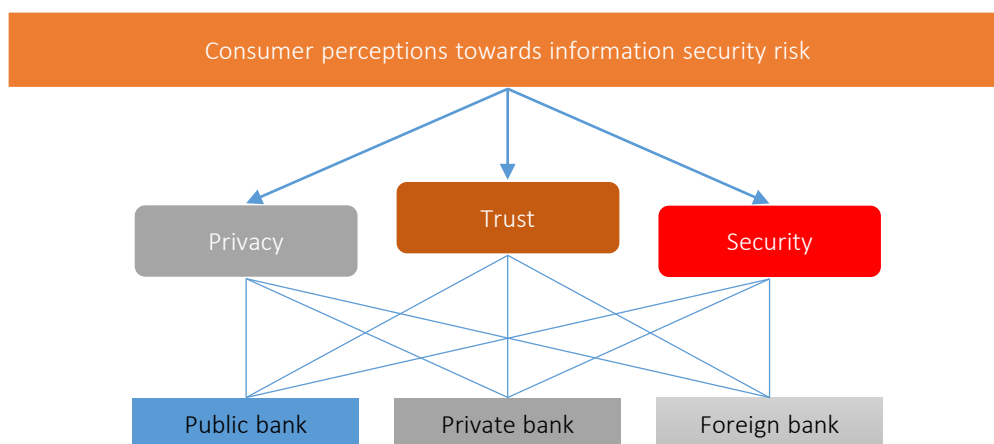 Consumer perceptions towards information security risk
Privacy
Trust
Security
Public bank
Private bank
Foreign bank